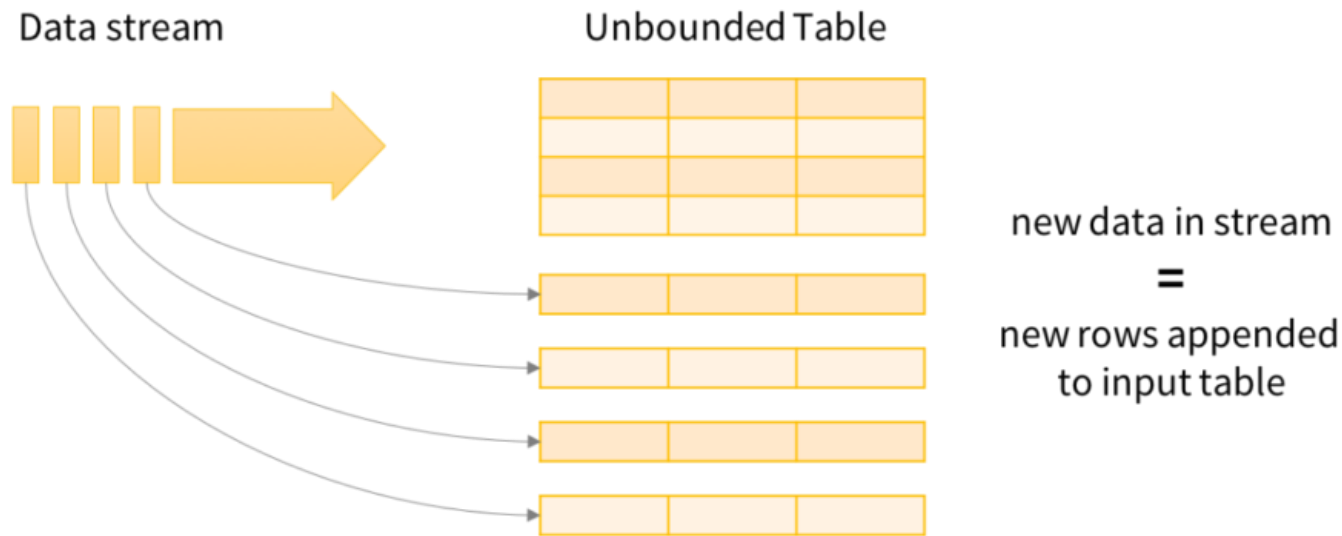 Data stream
Unbounded Table
new data in stream
=
new rows appended
to input table